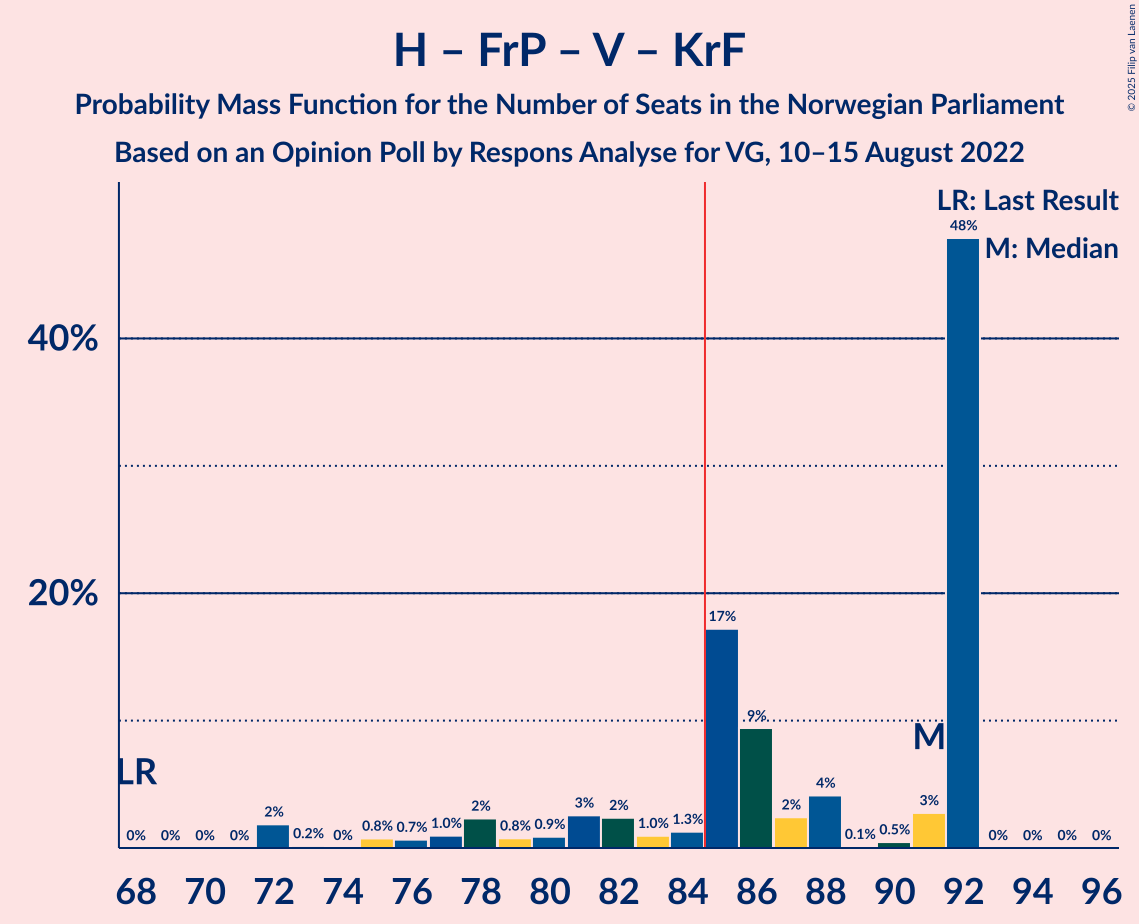 H – FrP – V – KrF
Probability Mass Function for the Number of Seats in the Norwegian Parliament
Based on an Opinion Poll by Respons Analyse for VG, 10–15 August 2022
© 2025 Filip van Laenen
LR: Last Result
M: Median
40%
20%
LR
M
0% 0% 0% 0% 2% 0.2% 0% 0.8% 0.7% 1.0% 2% 0.8% 0.9% 3% 2% 1.0% 1.3% 17% 9% 2% 4% 0.1% 0.5% 3% 48% 0% 0% 0% 0%
68 70 72 74 76 78 80 82 84 86 88 90 92 94 96